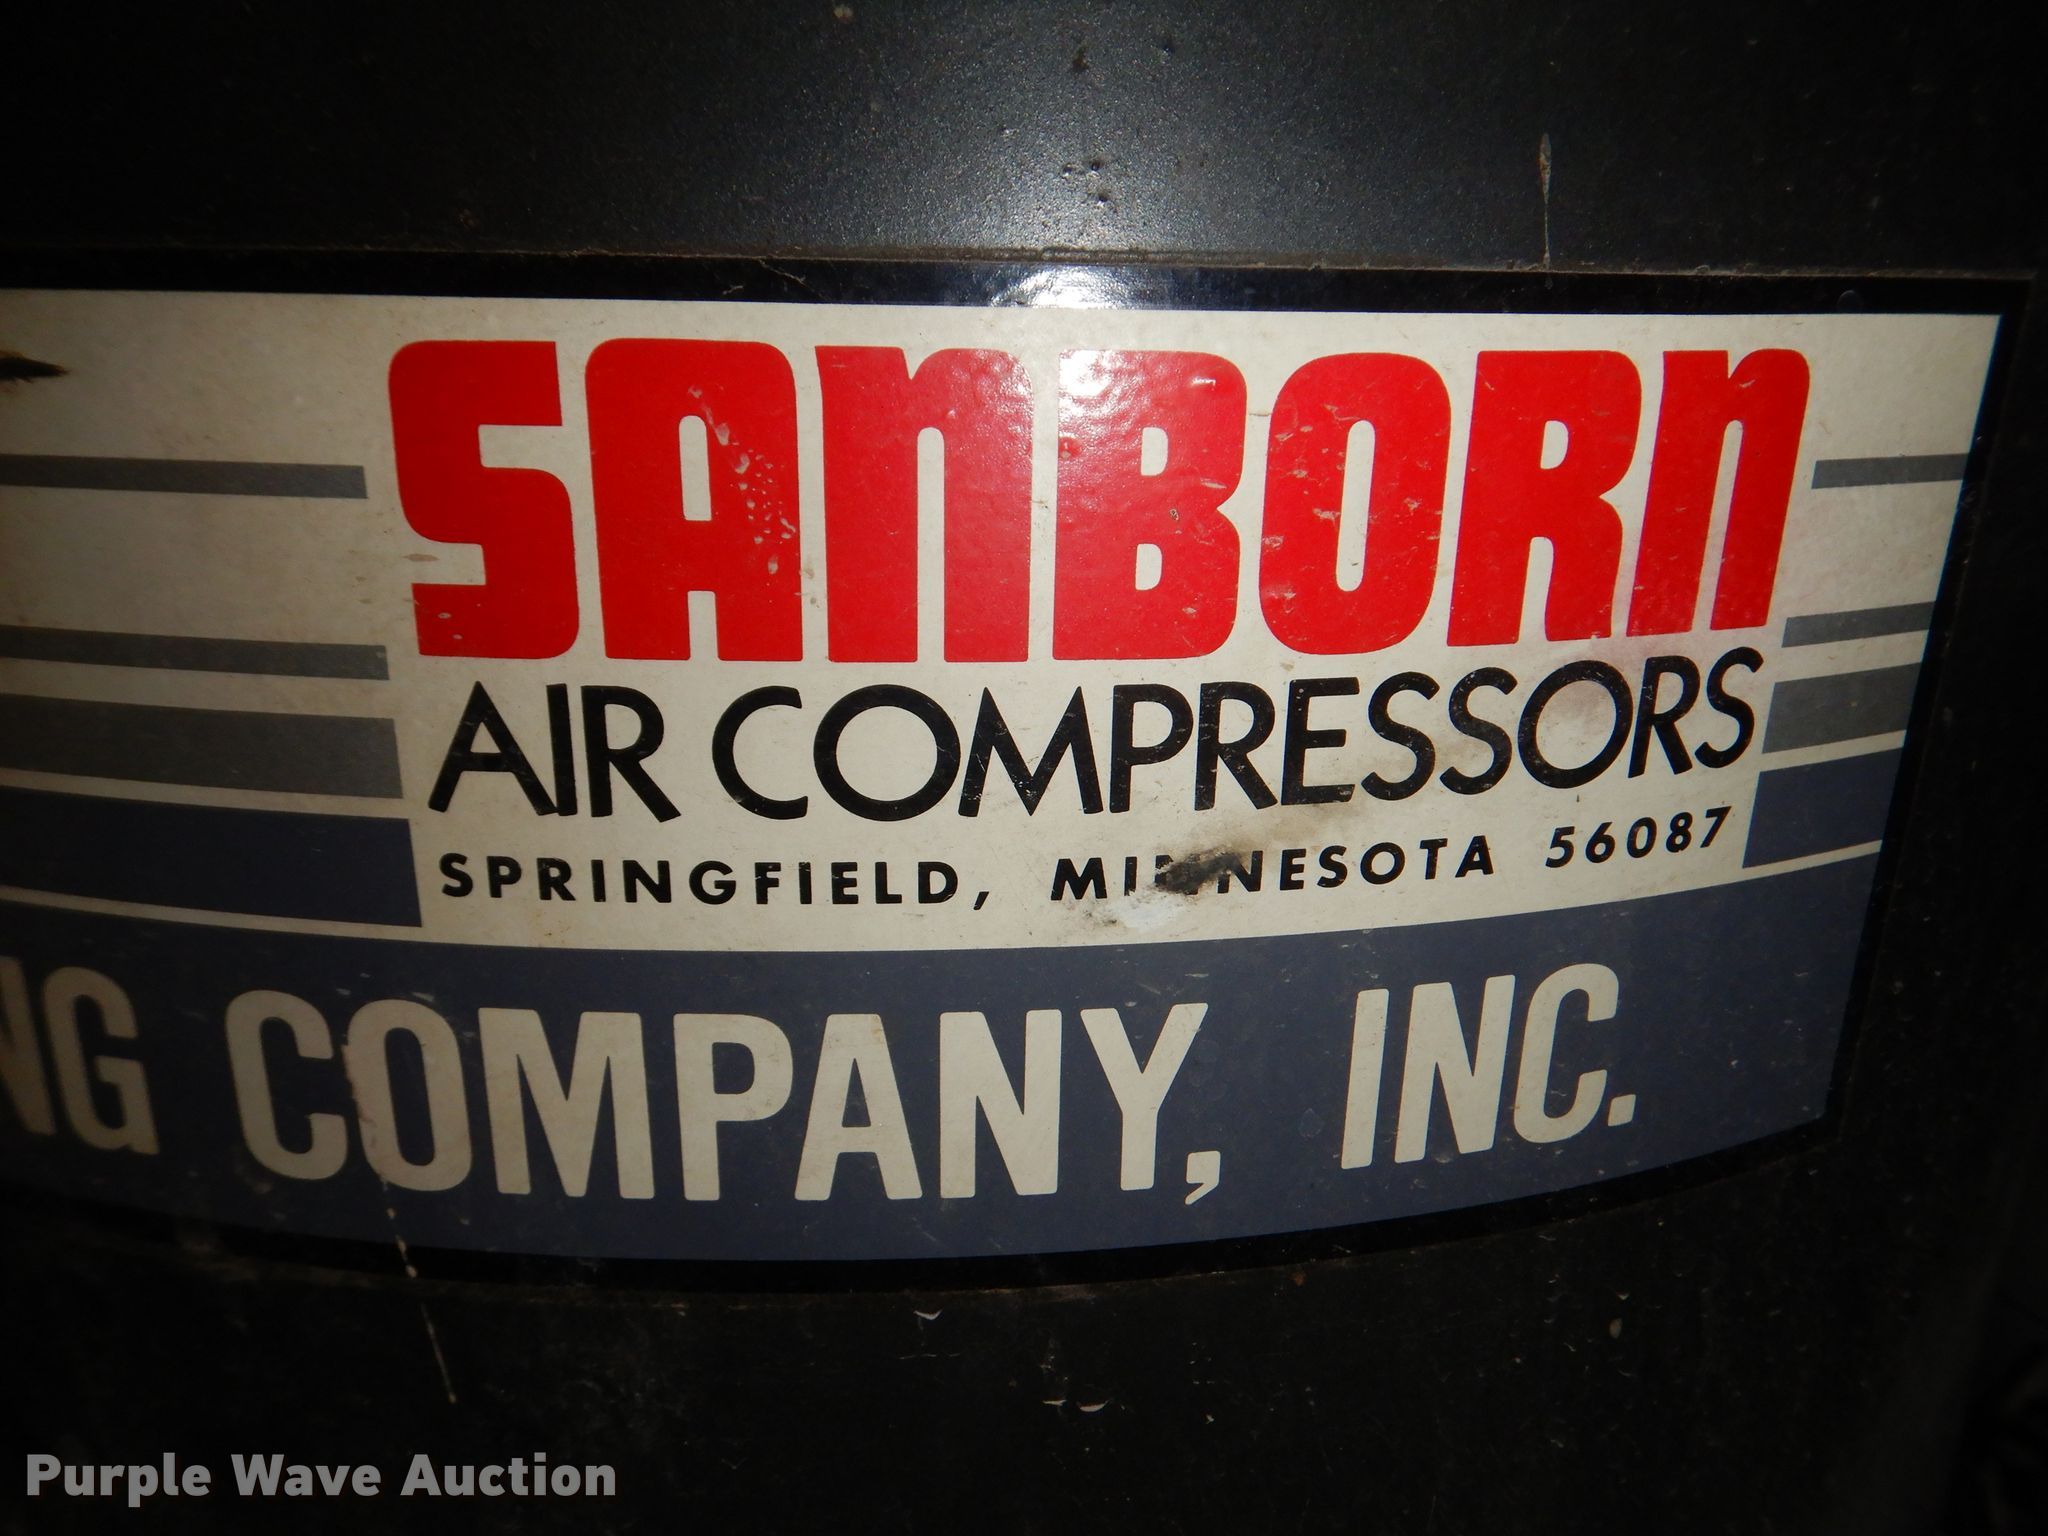 SANBORN
AIR COMPRESSORS
SPRINGFIELD, MINNESOTA 56087
COMPANY, INC.
Purple Wave Auction